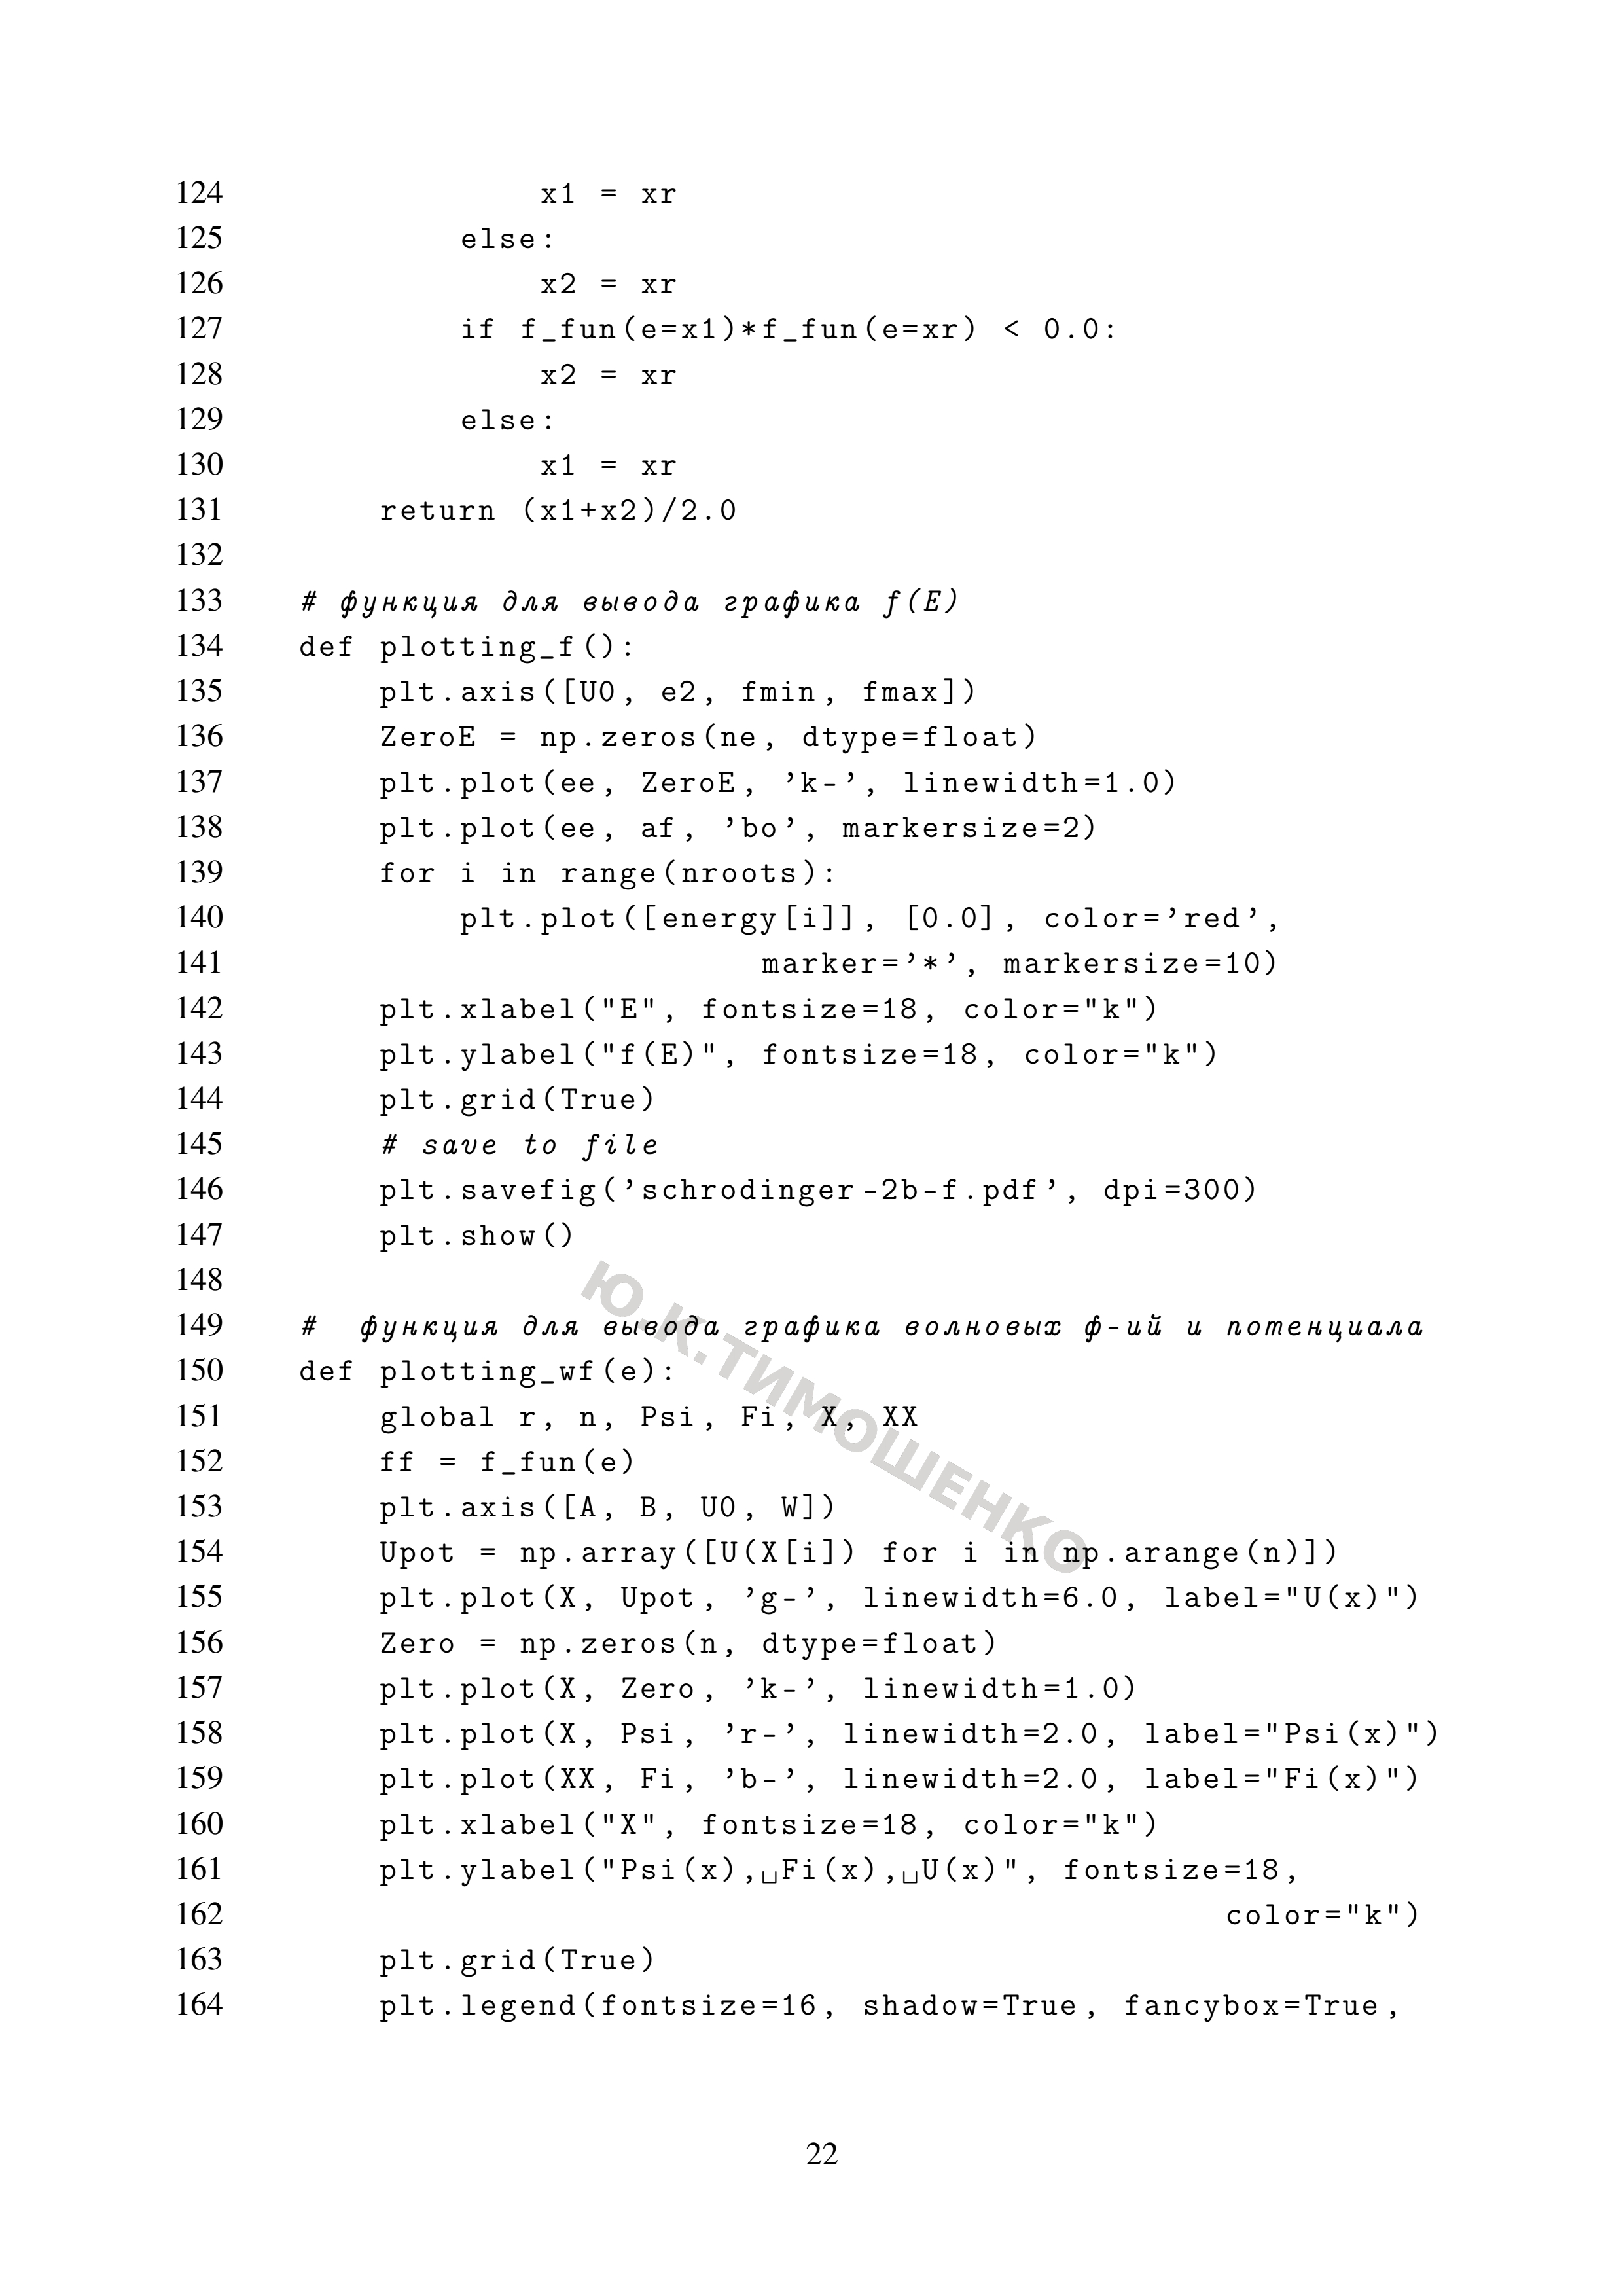 124                x1 = xr
125            else:
126                x2 = xr
127            if f_fun(e=x1)*f_fun(e=xr) < 0.0:
128                x2 = xr
129            else:
130                x1 = xr
131        return (x1+x2)/2.0
132
133    # функция для вывода графика f(E)
134    def plotting_f():
135        plt.axis([U0, e2, fmin, fmax])
136        ZeroE = np.zeros(ne, dtype=float)
137        plt.plot(ee, ZeroE, ’k-’, linewidth=1.0)
138        plt.plot(ee, af, ’bo’, markersize=2)
139        for i in range(nroots):
140            plt.plot([energy[i]], [0.0], color=’red’,
141                           marker=’*’, markersize=10)
142        plt.xlabel("E", fontsize=18, color="k")
143        plt.ylabel("f(E)", fontsize=18, color="k")
144        plt.grid(True)
145        # save to file
146        plt.savefig(’schrodinger-2b-f.pdf’, dpi=300)
147        plt.show()
148
149    #  функция для вывода графика волновых ф-ий и потенциала
150    def plotting_wf(e):
151        global r, n, Psi, Fi, X, XX
152        ff = f_fun(e)
153        plt.axis([A, B, U0, W])
154        Upot = np.array([U(X[i]) for i in np.arange(n)])
155        plt.plot(X, Upot, ’g-’, linewidth=6.0, label="U(x)")
156        Zero = np.zeros(n, dtype=float)
157        plt.plot(X, Zero, ’k-’, linewidth=1.0)
158        plt.plot(X, Psi, ’r-’, linewidth=2.0, label="Psi(x)")
159        plt.plot(XX, Fi, ’b-’, linewidth=2.0, label="Fi(x)")
160        plt.xlabel("X", fontsize=18, color="k")
161        plt.ylabel("Psi(x),␣Fi(x),␣U(x)", fontsize=18,
162                                                  color="k")
163        plt.grid(True)
164        plt.legend(fontsize=16, shadow=True, fancybox=True,
Ю.К.ТИМОШЕНКО
22